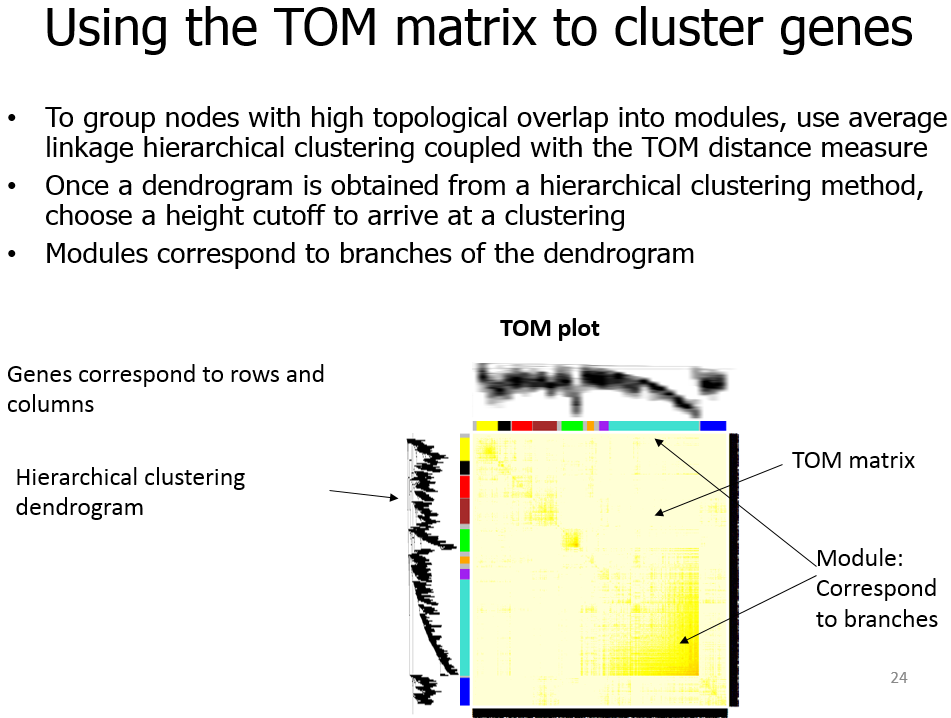 Using the TOM matrix to cluster genes
• To group nodes with high topological overlap into modules, use average
linkage hierarchical clustering coupled with the TOM distance measure
• Once a dendrogram is obtained from a hierarchical clustering method,
choose a height cutoff to arrive at a clustering
• Modules correspond to branches of the dendrogram
TOM plot
Genes correspond to rows and
columns
Hierarchical clustering
dendrogram
TOM matrix
Module:
Correspond
to branches
24